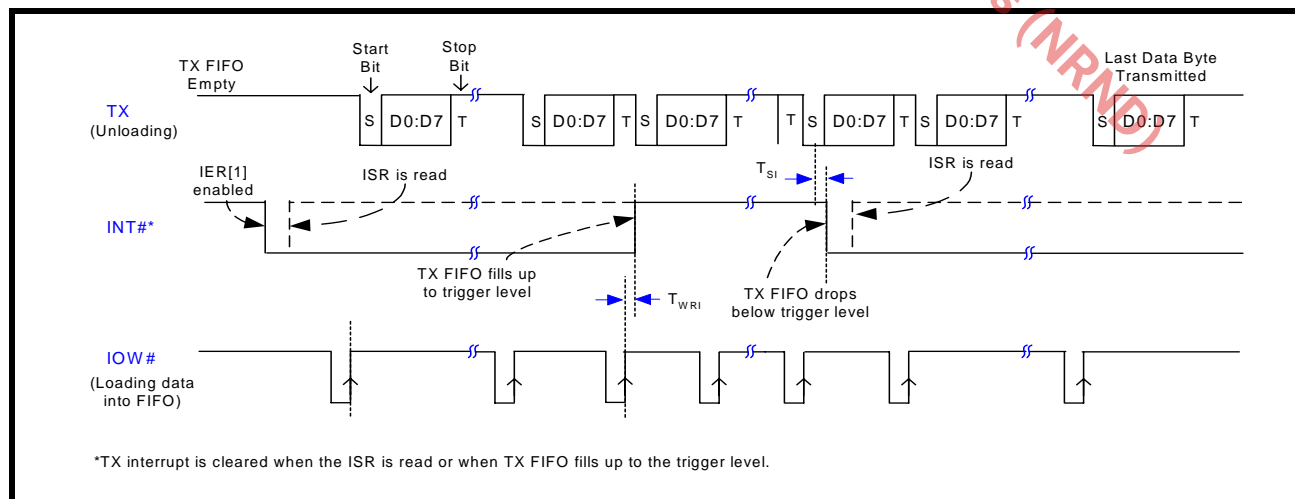 s (NRND)
TX FIFO
Empty
Start
Bit
Stop
Bit
Last Data Byte
Transmitted
TX
(Unloading)
S D0:D7 T S D0:D7 T S D0:D7 T T S D0:D7 T S D0:D7 T S D0:D7 T
IER[1]
enabled
ISR is read
TSI
ISR is read
INT#*
TX FIFO fills up
to trigger level
TWRI
TX FIFO drops
below trigger level
IOW#
(Loading data
into FIFO)
*TX interrupt is cleared when the ISR is read or when TX FIFO fills up to the trigger level.